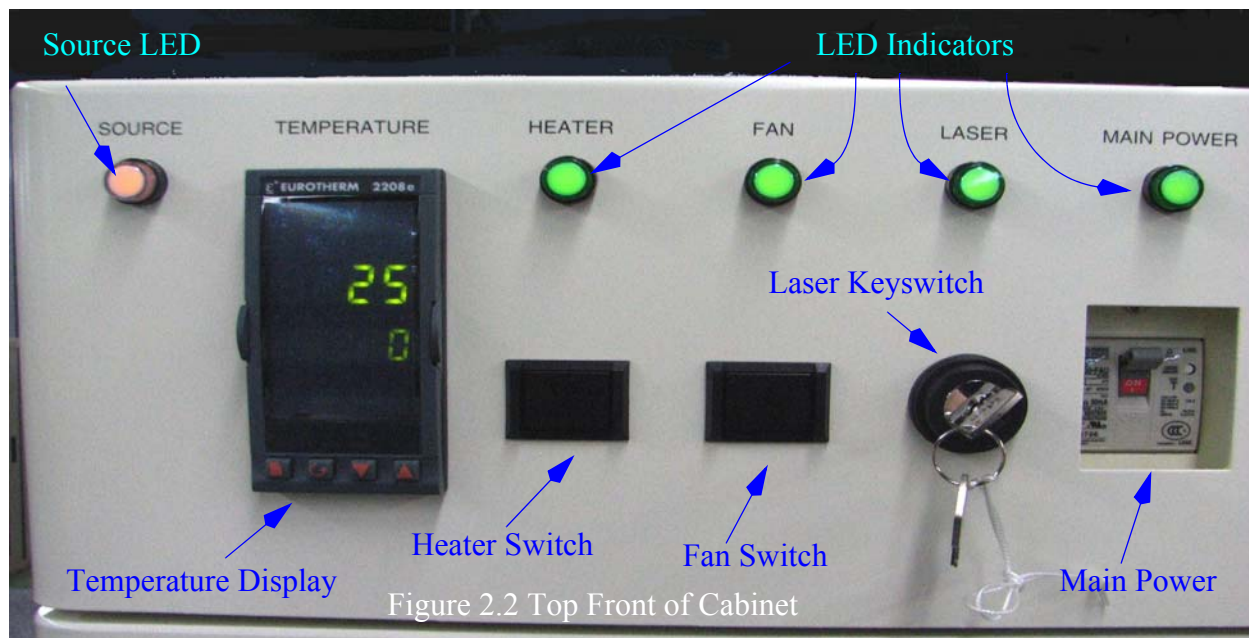 Source LED
LED Indicators
SOURCE
TEMPERATURE
HEATER
FAN
LASER
MAIN POWER
EUROTHERM 2208e
25
0
Laser Keyswitch
ON
Heater Switch
Fan Switch
Temperature Display
Main Power
Figure 2.2 Top Front of Cabinet